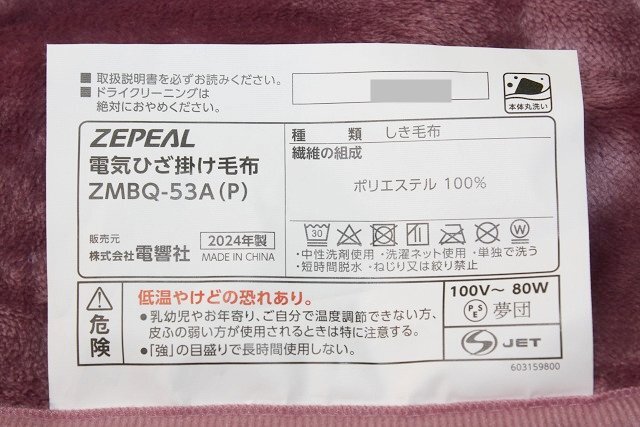 ■取扱説明書を必ずお読みください。
■ドライクリーニングは
絶対におやめください。
本体丸洗い
ZEPEAL
電気ひざ掛け毛布
ZMBQ-53A(P)
販売元
株式会社電響社
2024年製
MADE IN CHINA
種類 しき毛布
繊維の組成
ポリエステル 100%
30 W
・中性洗剤使用・洗濯ネット使用・単独で洗う
・短時間脱水・ねじり又は絞り禁止
危険
低温やけどの恐れあり。
●乳幼児やお年寄り、ご自分で温度調節できない方、
皮ふの弱い方が使用されるときは特に注意する。
●「強」の目盛りで長時間使用しない。
100V～ 80W
PSE 夢団
S JET
603159800